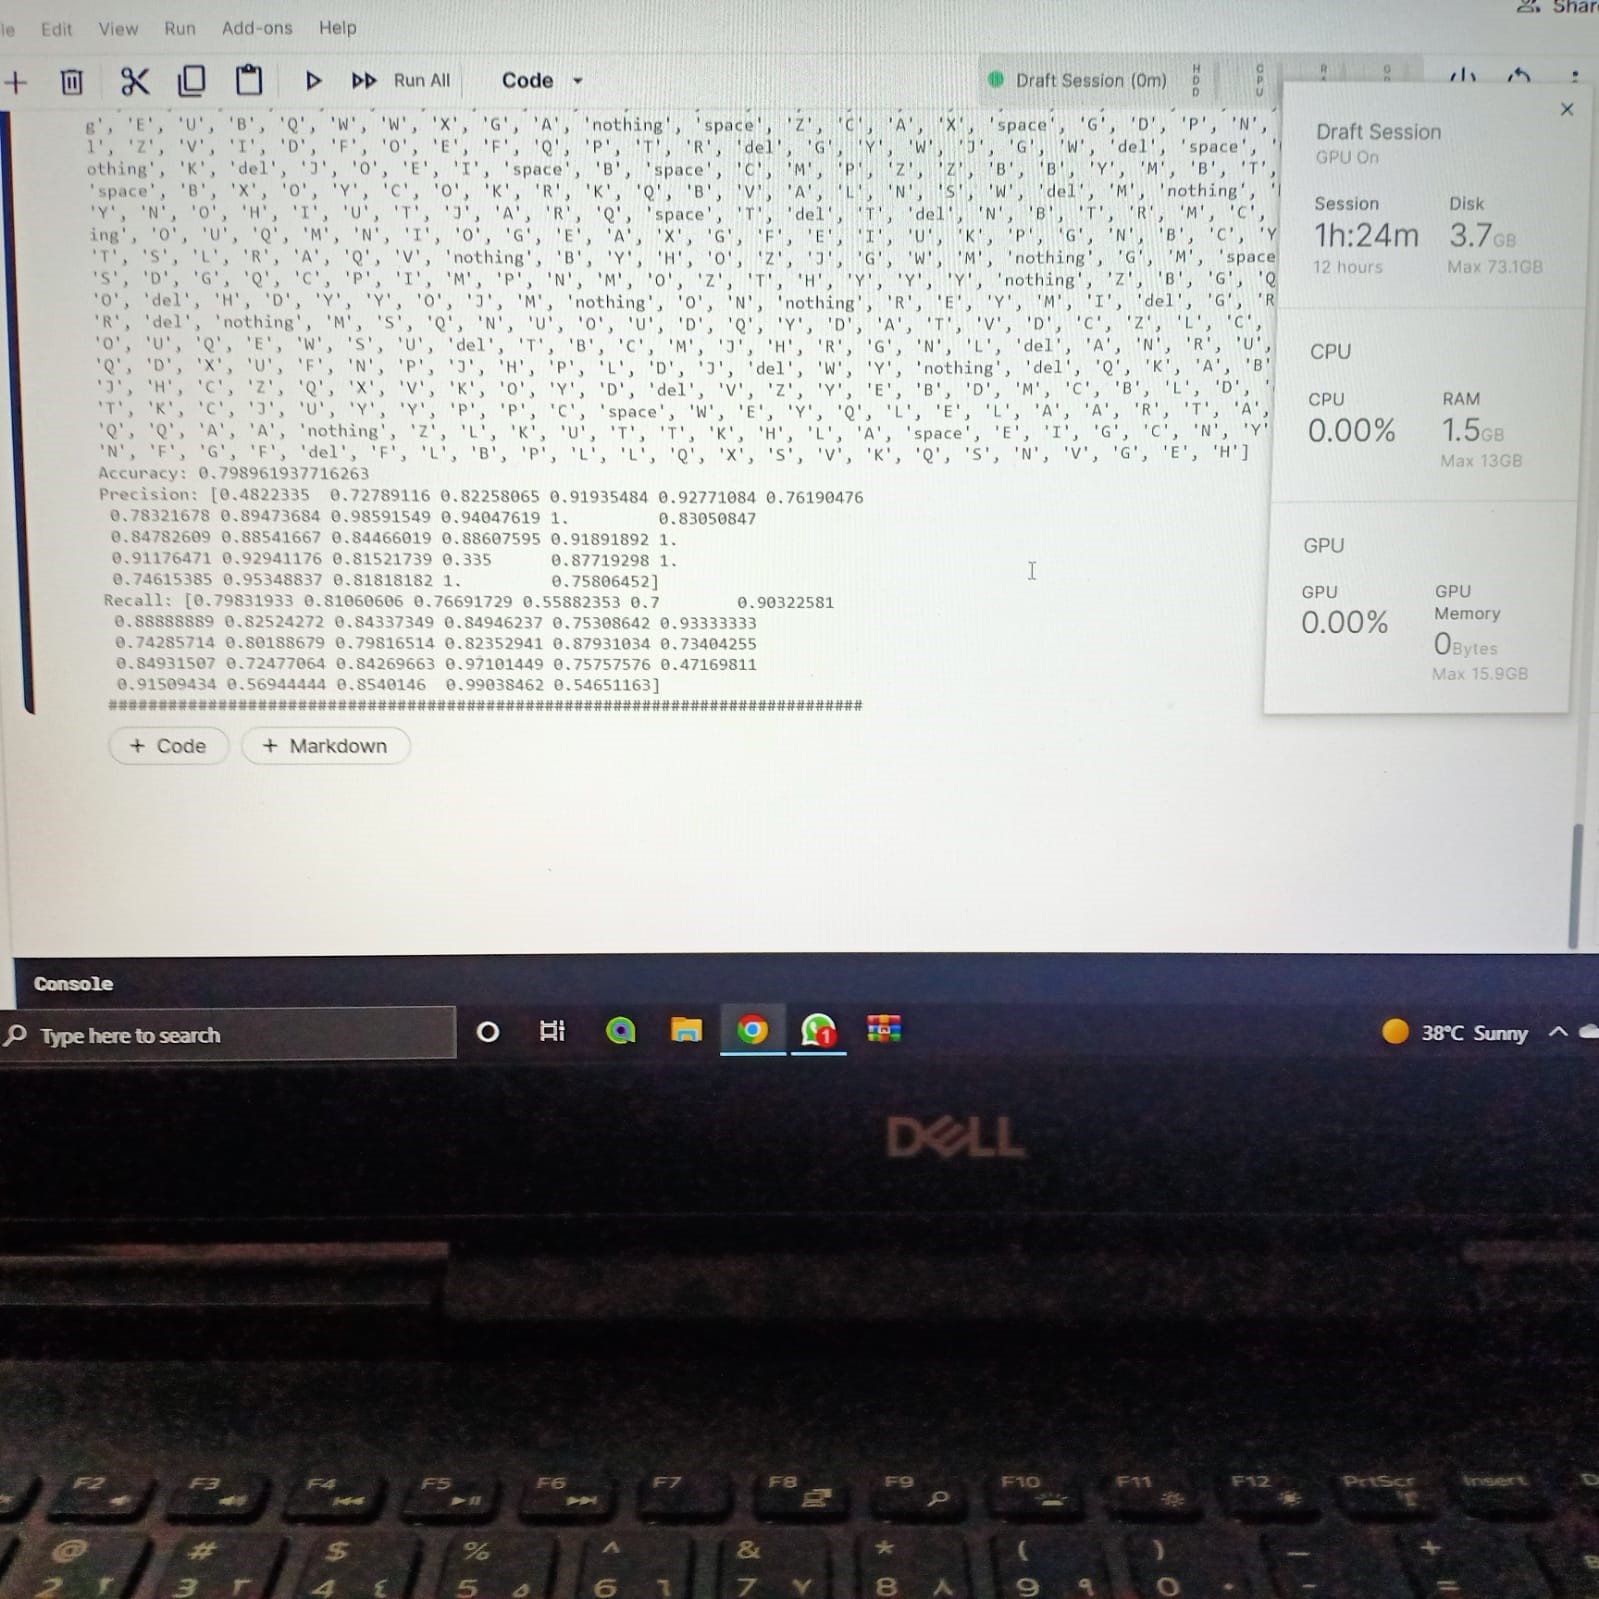 le Edit View Run Add-ons Help
Shar
Run All Code Draft Session (0m) HDD CPU
g', 'E', 'U', 'B', 'Q', 'W', 'W', 'X', 'G', 'A', 'nothing', 'space', 'Z', 'C', 'A', 'X', 'space', 'G', 'D', 'P', 'N',
l', 'Z', 'V', 'I', 'D', 'F', 'O', 'E', 'F', 'Q', 'P', 'T', 'R', 'del', 'G', 'Y', 'W', 'J', 'G', 'W', 'del', 'space', '
othing', 'K', 'del', 'J', 'O', 'E', 'I', 'space', 'B', 'space', 'C', 'M', 'P', 'Z', 'Z', 'B', 'B', 'Y', 'M', 'B', 'T',
'space', 'B', 'X', 'O', 'Y', 'C', 'O', 'K', 'R', 'K', 'Q', 'B', 'V', 'A', 'L', 'N', 'S', 'W', 'del', 'M', 'nothing',
'Y', 'N', 'O', 'H', 'I', 'U', 'T', 'J', 'A', 'R', 'Q', 'space', 'T', 'del', 'T', 'del', 'N', 'B', 'T', 'R', 'M', 'C',
ing', 'O', 'U', 'Q', 'M', 'N', 'I', 'O', 'G', 'E', 'A', 'X', 'G', 'F', 'E', 'I', 'U', 'K', 'P', 'G', 'N', 'B', 'C', 'Y
'T', 'S', 'L', 'R', 'A', 'Q', 'V', 'nothing', 'B', 'Y', 'H', 'O', 'Z', 'J', 'G', 'W', 'M', 'nothing', 'G', 'M', 'space
'S', 'D', 'G', 'Q', 'C', 'P', 'I', 'M', 'P', 'N', 'M', 'O', 'Z', 'T', 'H', 'Y', 'Y', 'Y', 'nothing', 'Z', 'B', 'G', 'Q
'O', 'del', 'H', 'D', 'Y', 'Y', 'O', 'J', 'M', 'nothing', 'O', 'N', 'nothing', 'R', 'E', 'Y', 'M', 'I', 'del', 'G', 'R
'R', 'del', 'nothing', 'M', 'S', 'Q', 'N', 'U', 'O', 'U', 'D', 'Q', 'Y', 'D', 'A', 'T', 'V', 'D', 'C', 'Z', 'L', 'C',
'O', 'U', 'Q', 'E', 'W', 'S', 'U', 'del', 'T', 'B', 'C', 'M', 'J', 'H', 'R', 'G', 'N', 'L', 'del', 'A', 'N', 'R', 'U',
'Q', 'D', 'X', 'U', 'F', 'N', 'P', 'J', 'H', 'P', 'L', 'D', 'J', 'del', 'W', 'Y', 'nothing', 'del', 'Q', 'K', 'A', 'B'
'J', 'H', 'C', 'Z', 'Q', 'X', 'V', 'K', 'O', 'Y', 'D', 'del', 'V', 'Z', 'Y', 'E', 'B', 'D', 'M', 'C', 'B', 'L', 'D', '
'T', 'K', 'C', 'J', 'U', 'Y', 'Y', 'P', 'P', 'C', 'space', 'W', 'E', 'Y', 'Q', 'L', 'E', 'L', 'A', 'A', 'R', 'T', 'A',
'Q', 'Q', 'A', 'A', 'nothing', 'Z', 'L', 'K', 'U', 'T', 'T', 'K', 'H', 'L', 'A', 'space', 'E', 'I', 'G', 'C', 'N', 'Y'
'N', 'F', 'G', 'F', 'del', 'F', 'L', 'B', 'P', 'L', 'L', 'Q', 'X', 'S', 'V', 'K', 'Q', 'S', 'N', 'V', 'G', 'E', 'H']
Accuracy: 0.798961937716263
Precision: [0.4822335 0.72789116 0.82258065 0.91935484 0.92771084 0.76190476
0.78321678 0.89473684 0.98591549 0.94047619 1. 0.83050847
0.84782609 0.88541667 0.84466019 0.88607595 0.91891892 1.
0.91176471 0.92941176 0.81521739 0.335 0.87719298 1.
0.74615385 0.95348837 0.81818182 1. 0.75806452]
Recall: [0.79831933 0.81060606 0.76691729 0.55882353 0.7 0.90322581
0.88888889 0.82524272 0.84337349 0.84946237 0.75308642 0.93333333
0.74285714 0.80188679 0.79816514 0.82352941 0.87931034 0.73404255
0.84931507 0.72477064 0.84269663 0.97101449 0.75757576 0.47169811
0.91509434 0.56944444 0.8540146 0.99038462 0.54651163]
###########################################################################
+ Code + Markdown
Draft Session
GPU On
Session Disk
1h:24m 3.7GB
12 hours Max 73.1GB
CPU
CPU RAM
0.00% 1.5GB
Max 13GB
GPU
GPU GPU Memory
0.00% 0Bytes
Max 15.9GB
Console
Type here to search 1 38°C Sunny
DELL
F2 F3 F4 F5 F6 F7 F8 F9 F10 F11 F12 PrtScr Insert
@ # $ % ^ & * ( ) _ +
2 ٢ 3 ٣ 4 ٤ 5 ٥ 6 ٦ 7 ٧ 8 ٨ 9 ٩ 0 ٠ - =